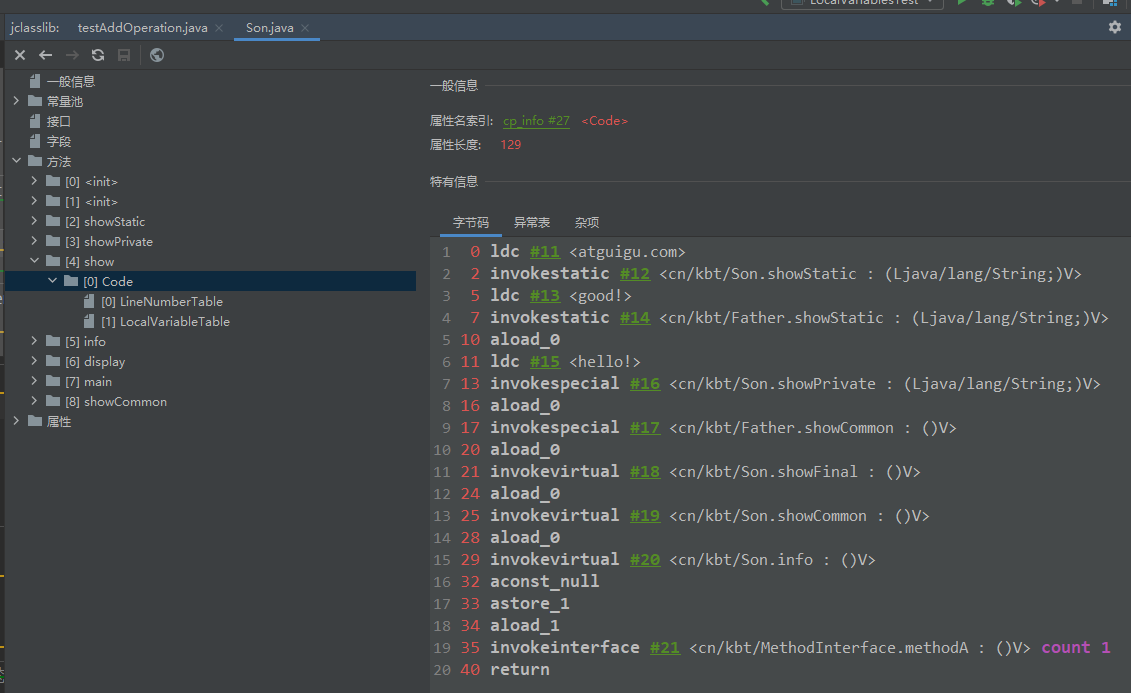 LocalVariablesTest
jclasslib: testAddOperation.java Son.java
一般信息
常量池
接口
字段
方法
[0] <init>
[1] <init>
[2] showStatic
[3] showPrivate
[4] show
[0] Code
[0] LineNumberTable
[1] LocalVariableTable
[5] info
[6] display
[7] main
[8] showCommon
属性
一般信息
属性名索引: cp_info #27 <Code>
属性长度: 129
特有信息
字节码 异常表 杂项
1 0 ldc #11 <atguigu.com>
2 2 invokestatic #12 <cn/kbt/Son.showStatic : (Ljava/lang/String;)V>
3 5 ldc #13 <good!>
4 7 invokestatic #14 <cn/kbt/Father.showStatic : (Ljava/lang/String;)V>
5 10 aload_0
6 11 ldc #15 <hello!>
7 13 invokespecial #16 <cn/kbt/Son.showPrivate : (Ljava/lang/String;)V>
8 16 aload_0
9 17 invokespecial #17 <cn/kbt/Father.showCommon : ()V>
10 20 aload_0
11 21 invokevirtual #18 <cn/kbt/Son.showFinal : ()V>
12 24 aload_0
13 25 invokevirtual #19 <cn/kbt/Son.showCommon : ()V>
14 28 aload_0
15 29 invokevirtual #20 <cn/kbt/Son.info : ()V>
16 32 aconst_null
17 33 astore_1
18 34 aload_1
19 35 invokeinterface #21 <cn/kbt/MethodInterface.methodA : ()V> count 1
20 40 return